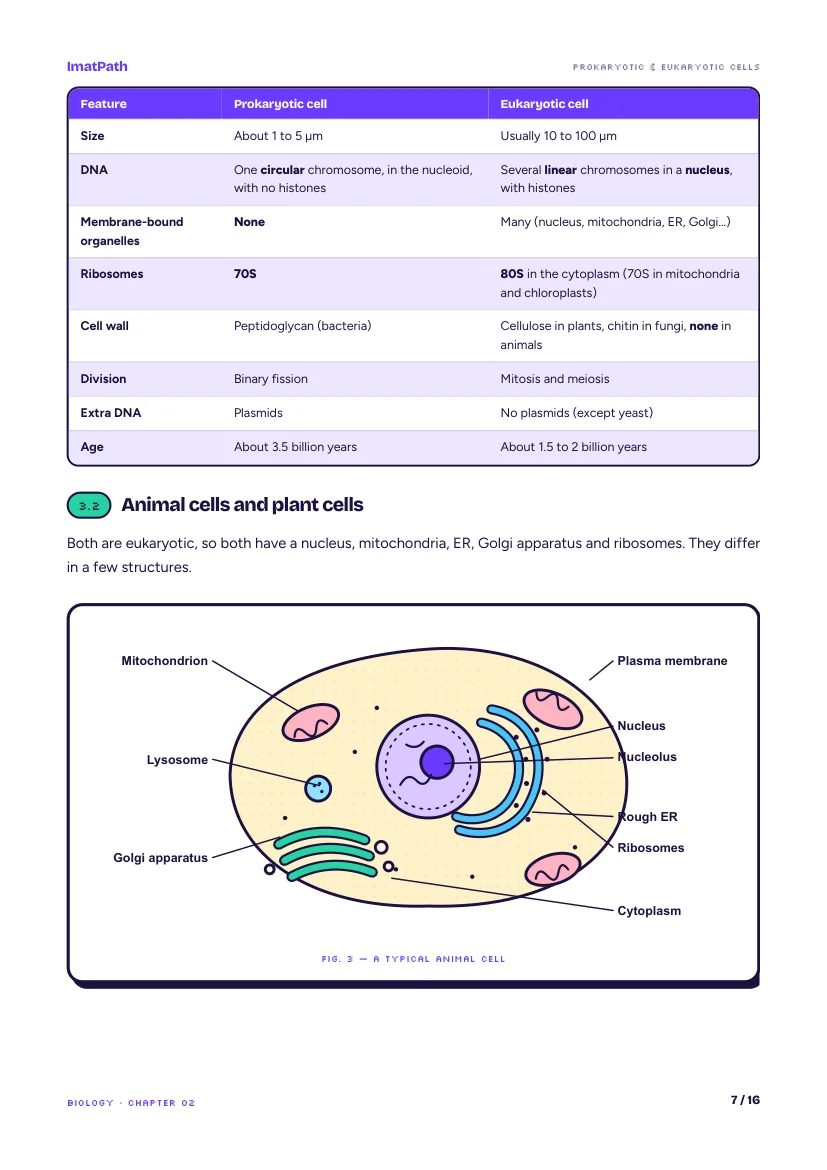 ImatPath
PROKARYOTIC & EUKARYOTIC CELLS
Feature Prokaryotic cell Eukaryotic cell
Size About 1 to 5 µm Usually 10 to 100 µm
DNA One circular chromosome, in the nucleoid, Several linear chromosomes in a nucleus,
with no histones with histones
Membrane-bound None Many (nucleus, mitochondria, ER, Golgi…)
organelles
Ribosomes 70S 80S in the cytoplasm (70S in mitochondria
and chloroplasts)
Cell wall Peptidoglycan (bacteria) Cellulose in plants, chitin in fungi, none in
animals
Division Binary fission Mitosis and meiosis
Extra DNA Plasmids No plasmids (except yeast)
Age About 3.5 billion years About 1.5 to 2 billion years
3.2 Animal cells and plant cells
Both are eukaryotic, so both have a nucleus, mitochondria, ER, Golgi apparatus and ribosomes. They differ
in a few structures.
Mitochondrion
Plasma membrane
Nucleus
Lysosome
Nucleolus
Rough ER
Ribosomes
Golgi apparatus
Cytoplasm
FIG. 3 — A TYPICAL ANIMAL CELL
BIOLOGY · CHAPTER 02
7 / 16